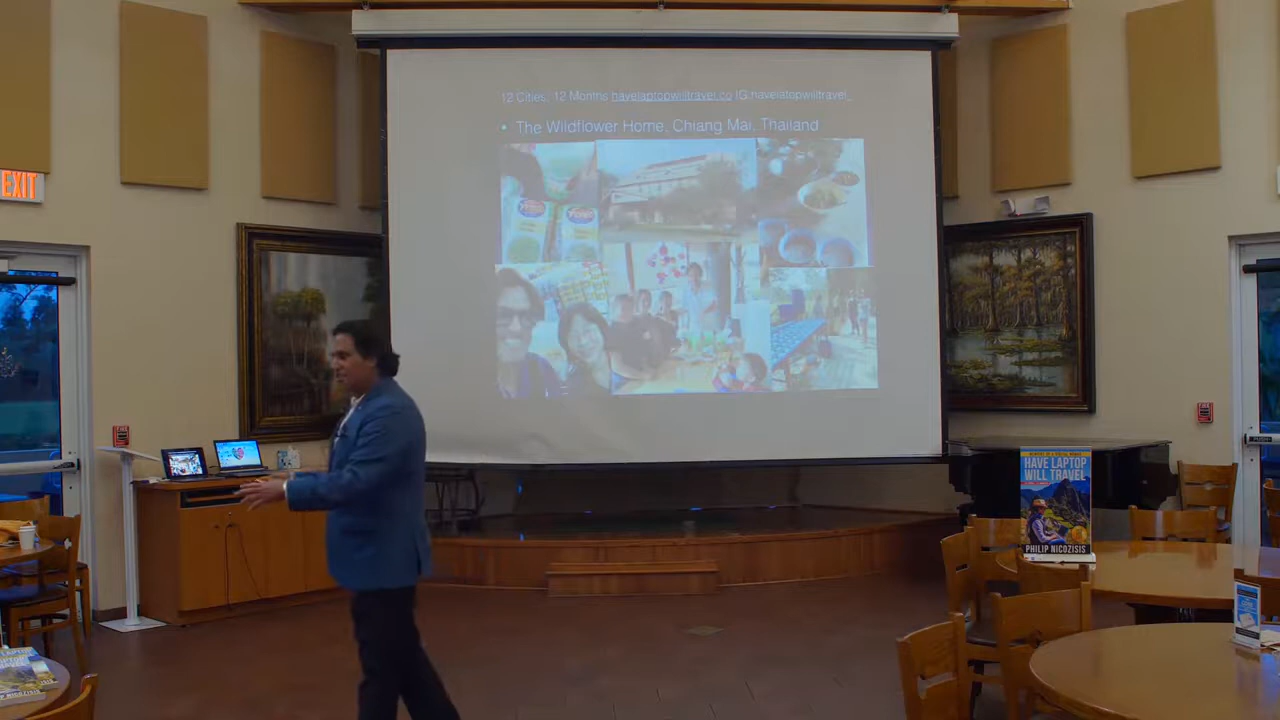 12 Cities, 12 Months havelaptopwilltravel.co IG:havelatopwilltravel_
• The Wildflower Home, Chiang Mai, Thailand
EXIT
HAVE LAPTOP
WILL TRAVEL
PHILIP NICOZISIS